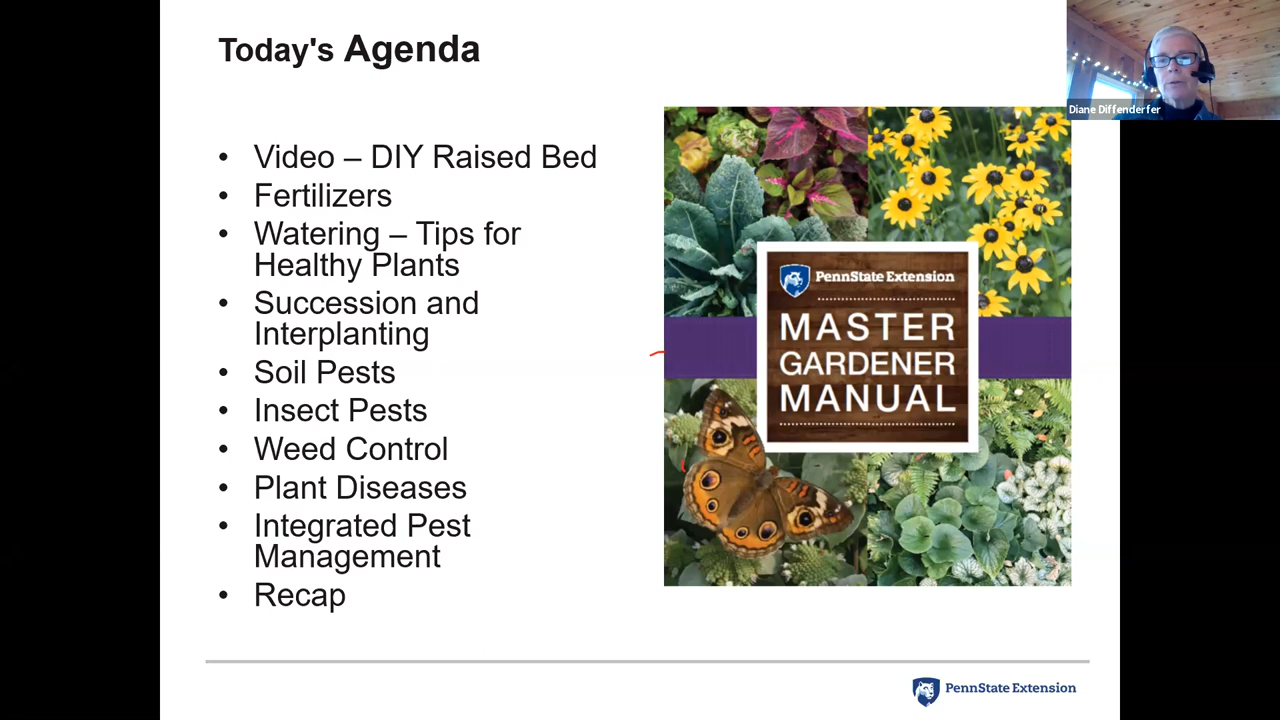 Today's Agenda
Diane Diffenderfer
• Video – DIY Raised Bed
• Fertilizers
• Watering – Tips for
Healthy Plants
• Succession and
Interplanting
• Soil Pests
• Insect Pests
• Weed Control
• Plant Diseases
• Integrated Pest
Management
• Recap
PennState Extension
MASTER
GARDENER
MANUAL
PennState Extension